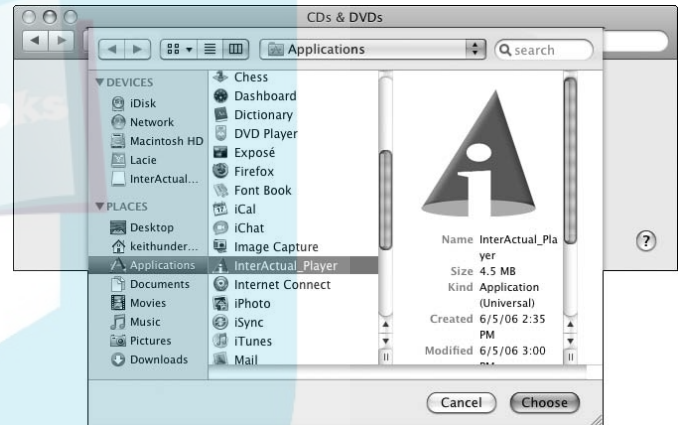 CDs & DVDs
Applications
search
DEVICES
iDisk
Network
Macintosh HD
Lacie
InterActual...
PLACES
Desktop
keithunder...
Applications
Documents
Movies
Music
Pictures
Downloads
Chess
Dashboard
Dictionary
DVD Player
Exposé
Firefox
Font Book
iCal
iChat
Image Capture
InterActual_Player
Internet Connect
iPhoto
iSync
iTunes
Mail
i
Name InterActual_Pla
yer
Size 4.5 MB
Kind Application
(Universal)
Created 6/5/06 2:35
PM
Modified 6/5/06 3:00
?
Cancel
Choose